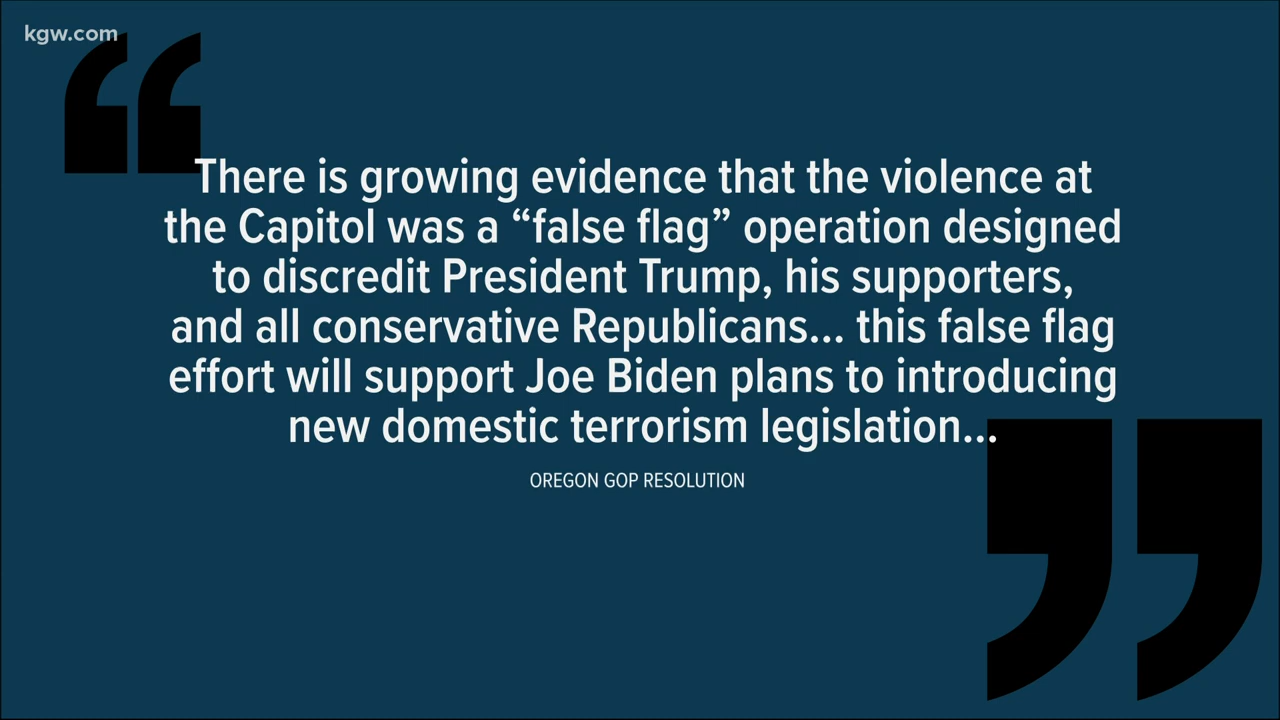 kgw.com
“
There is growing evidence that the violence at
the Capitol was a “false flag” operation designed
to discredit President Trump, his supporters,
and all conservative Republicans... this false flag
effort will support Joe Biden plans to introducing
new domestic terrorism legislation...
”
OREGON GOP RESOLUTION